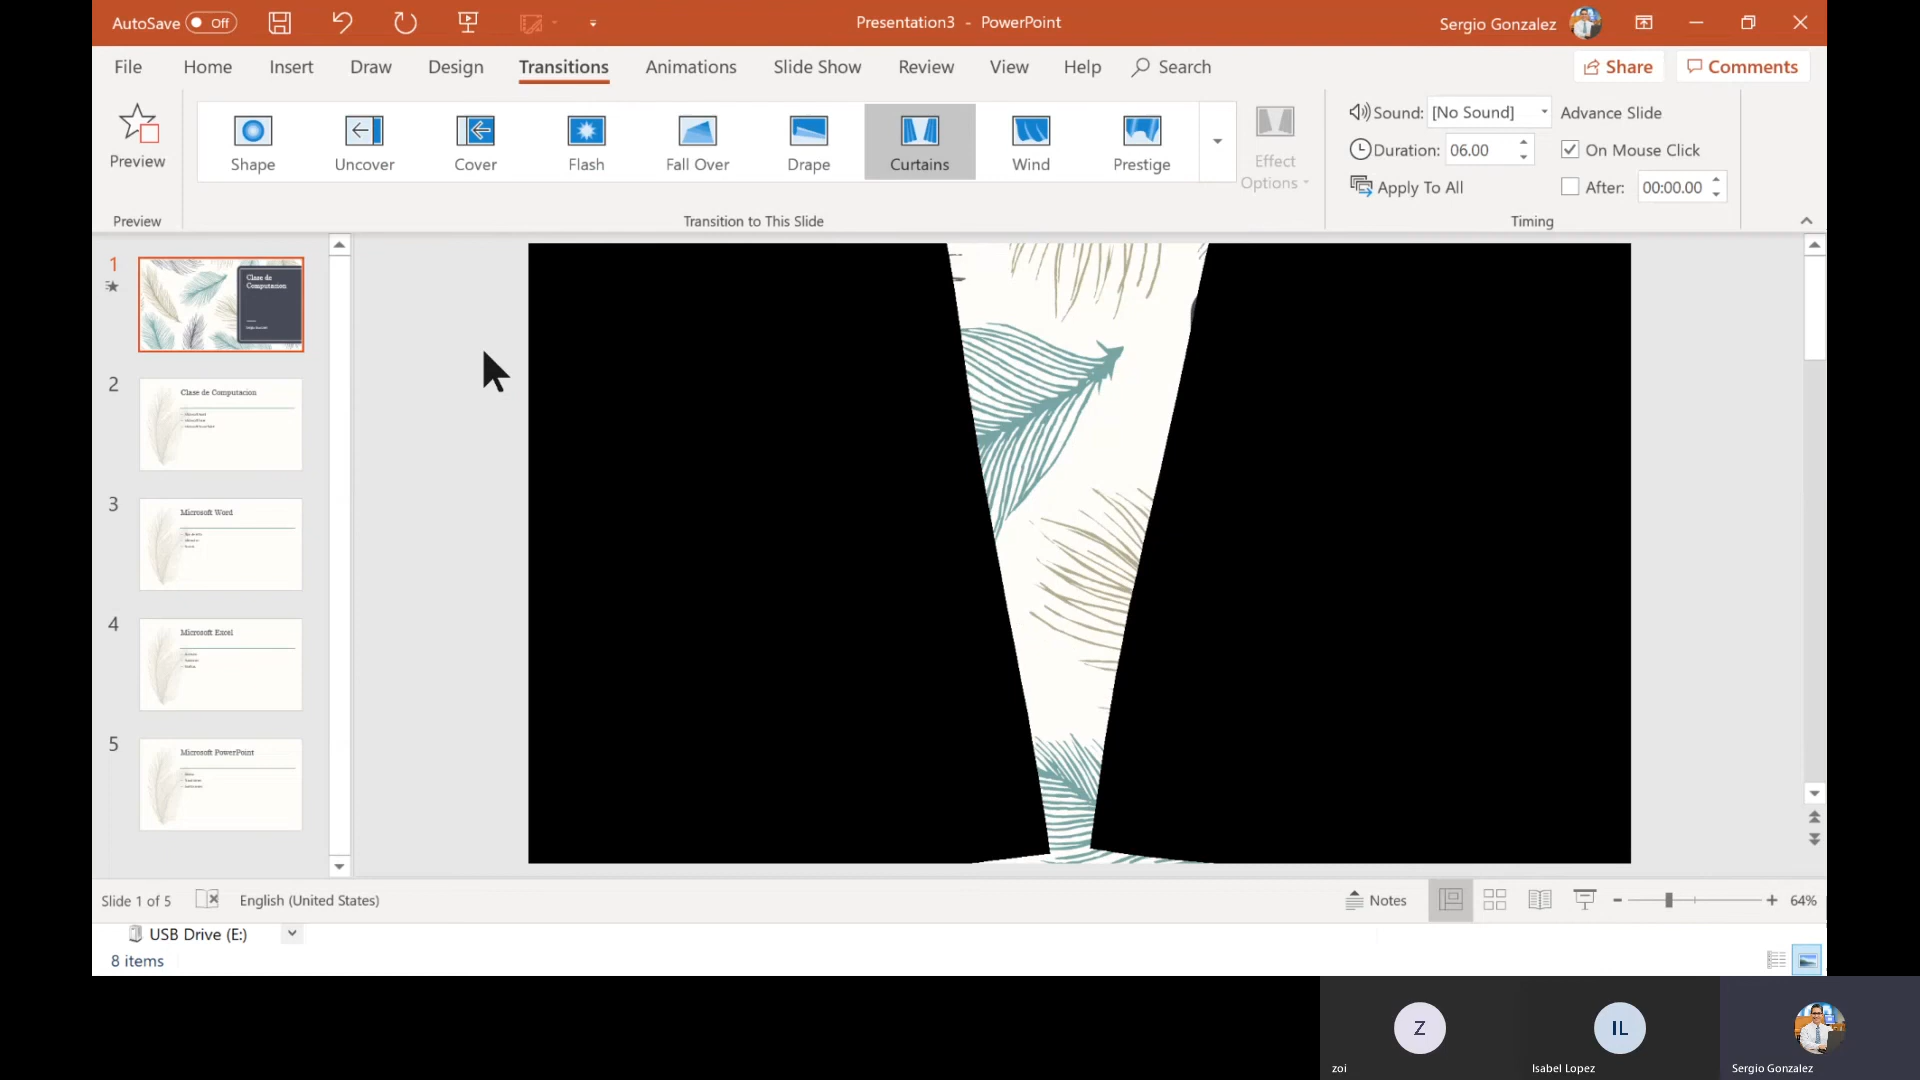 AutoSave Off
Presentation3 - PowerPoint
Sergio Gonzalez
File Home Insert Draw Design Transitions Animations Slide Show Review View Help Search
Share Comments
Preview
Shape Uncover Cover Flash Fall Over Drape Curtains Wind Prestige
Effect
Options
Sound: [No Sound]
Duration: 06.00
Apply To All
Advance Slide
On Mouse Click
After: 00:00.00
Preview
Transition to This Slide
Timing
1
Clase de
Computacion
2
Clase de Computacion
3
Microsoft Word
4
Microsoft Excel
5
Microsoft PowerPoint
Slide 1 of 5
English (United States)
Notes
64%
USB Drive (E:)
8 items
Z
zoi
IL
Isabel Lopez
Sergio Gonzalez